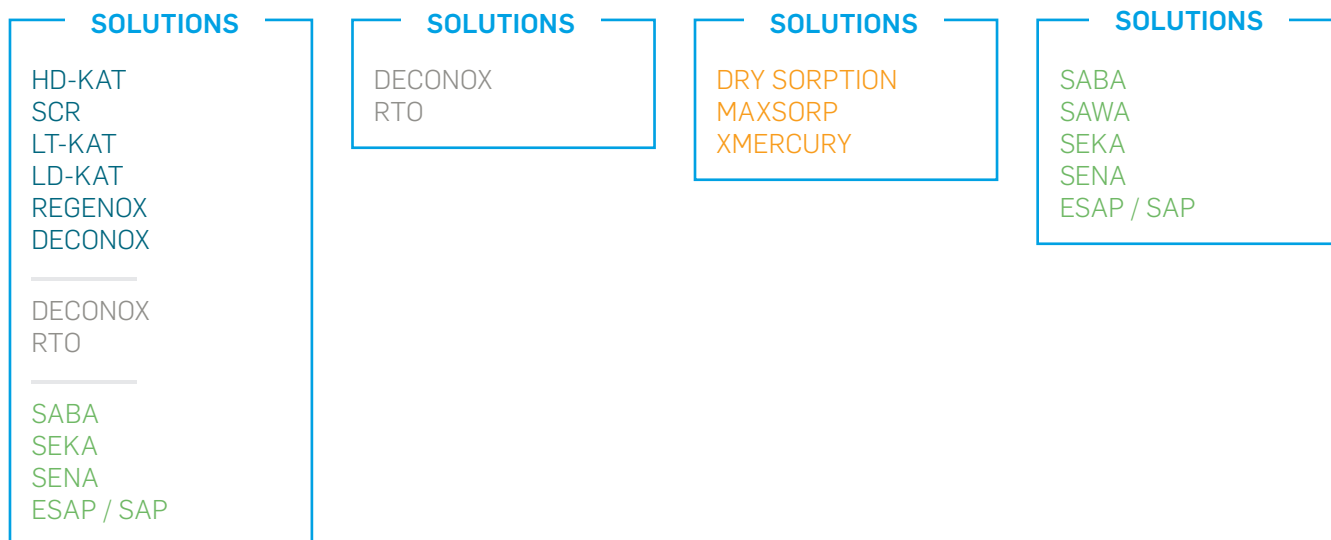 SOLUTIONS
HD-KAT
SCR
LT-KAT
LD-KAT
REGENOX
DECONOX
DECONOX
RTO
SABA
SEKA
SENA
ESAP / SAP
SOLUTIONS
DECONOX
RTO
SOLUTIONS
DRY SORPTION
MAXSORP
XMERCURY
SOLUTIONS
SABA
SAWA
SEKA
SENA
ESAP / SAP